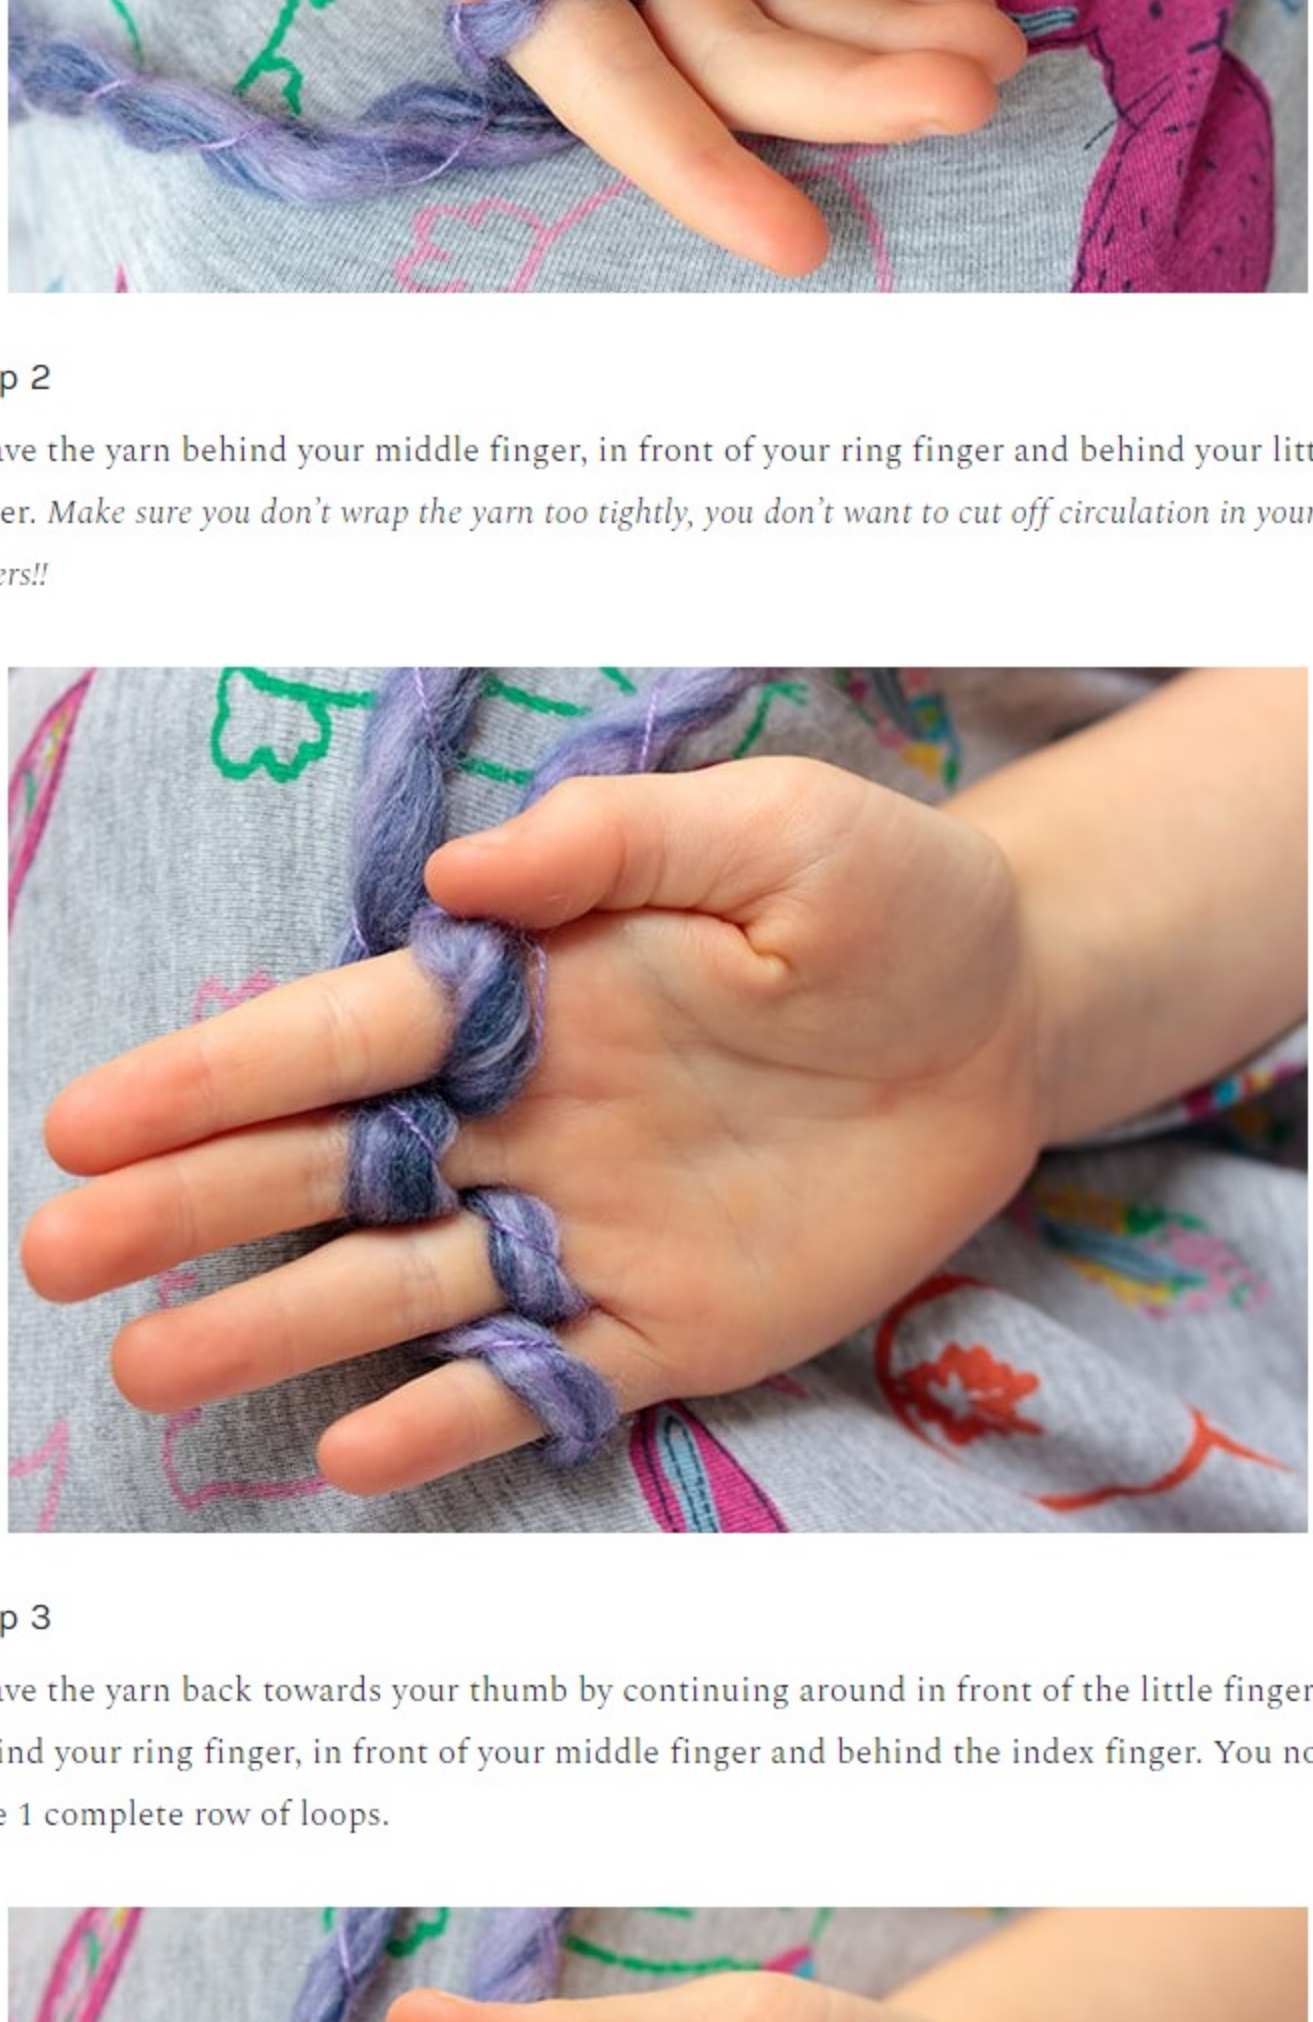 p 2
ave the yarn behind your middle finger, in front of your ring finger and behind your litt
er. Make sure you don't wrap the yarn too tightly, you don't want to cut off circulation in your
ers!!
p 3
ave the yarn back towards your thumb by continuing around in front of the little finger
ind your ring finger, in front of your middle finger and behind the index finger. You no
e 1 complete row of loops.